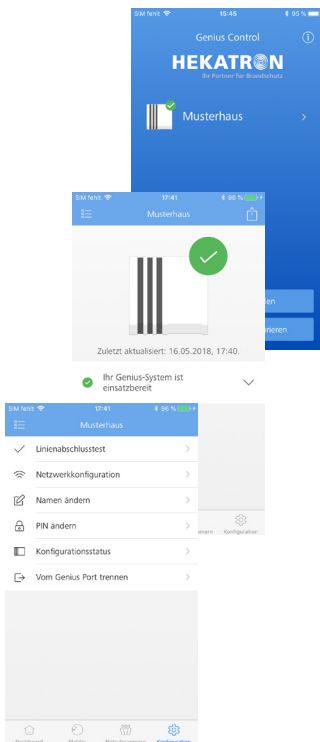 SIM fehlt 15:45 95 %
Genius Control
HEKATRON
Ihr Partner für Brandschutz
Musterhaus
SIM fehlt 17:41 96 %
Musterhaus
Zuletzt aktualisiert: 16.05.2018, 17:40.
Ihr Genius-System ist
einsatzbereit
Konfiguration
SIM fehlt 17:41 96 %
Musterhaus
Linienabschlusstest
Netzwerkkonfiguration
Namen ändern
PIN ändern
Konfigurationsstatus
Vom Genius Port trennen